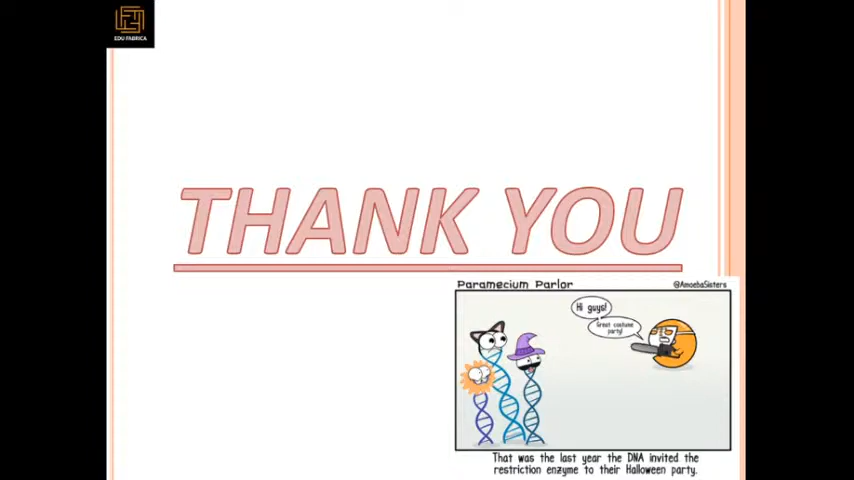 EDU FABRICA
THANK YOU
Paramecium Parlor
@AmoebaSisters
Hi guys!
Great costume
party!
That was the last year the DNA invited the
restriction enzyme to their Halloween party.